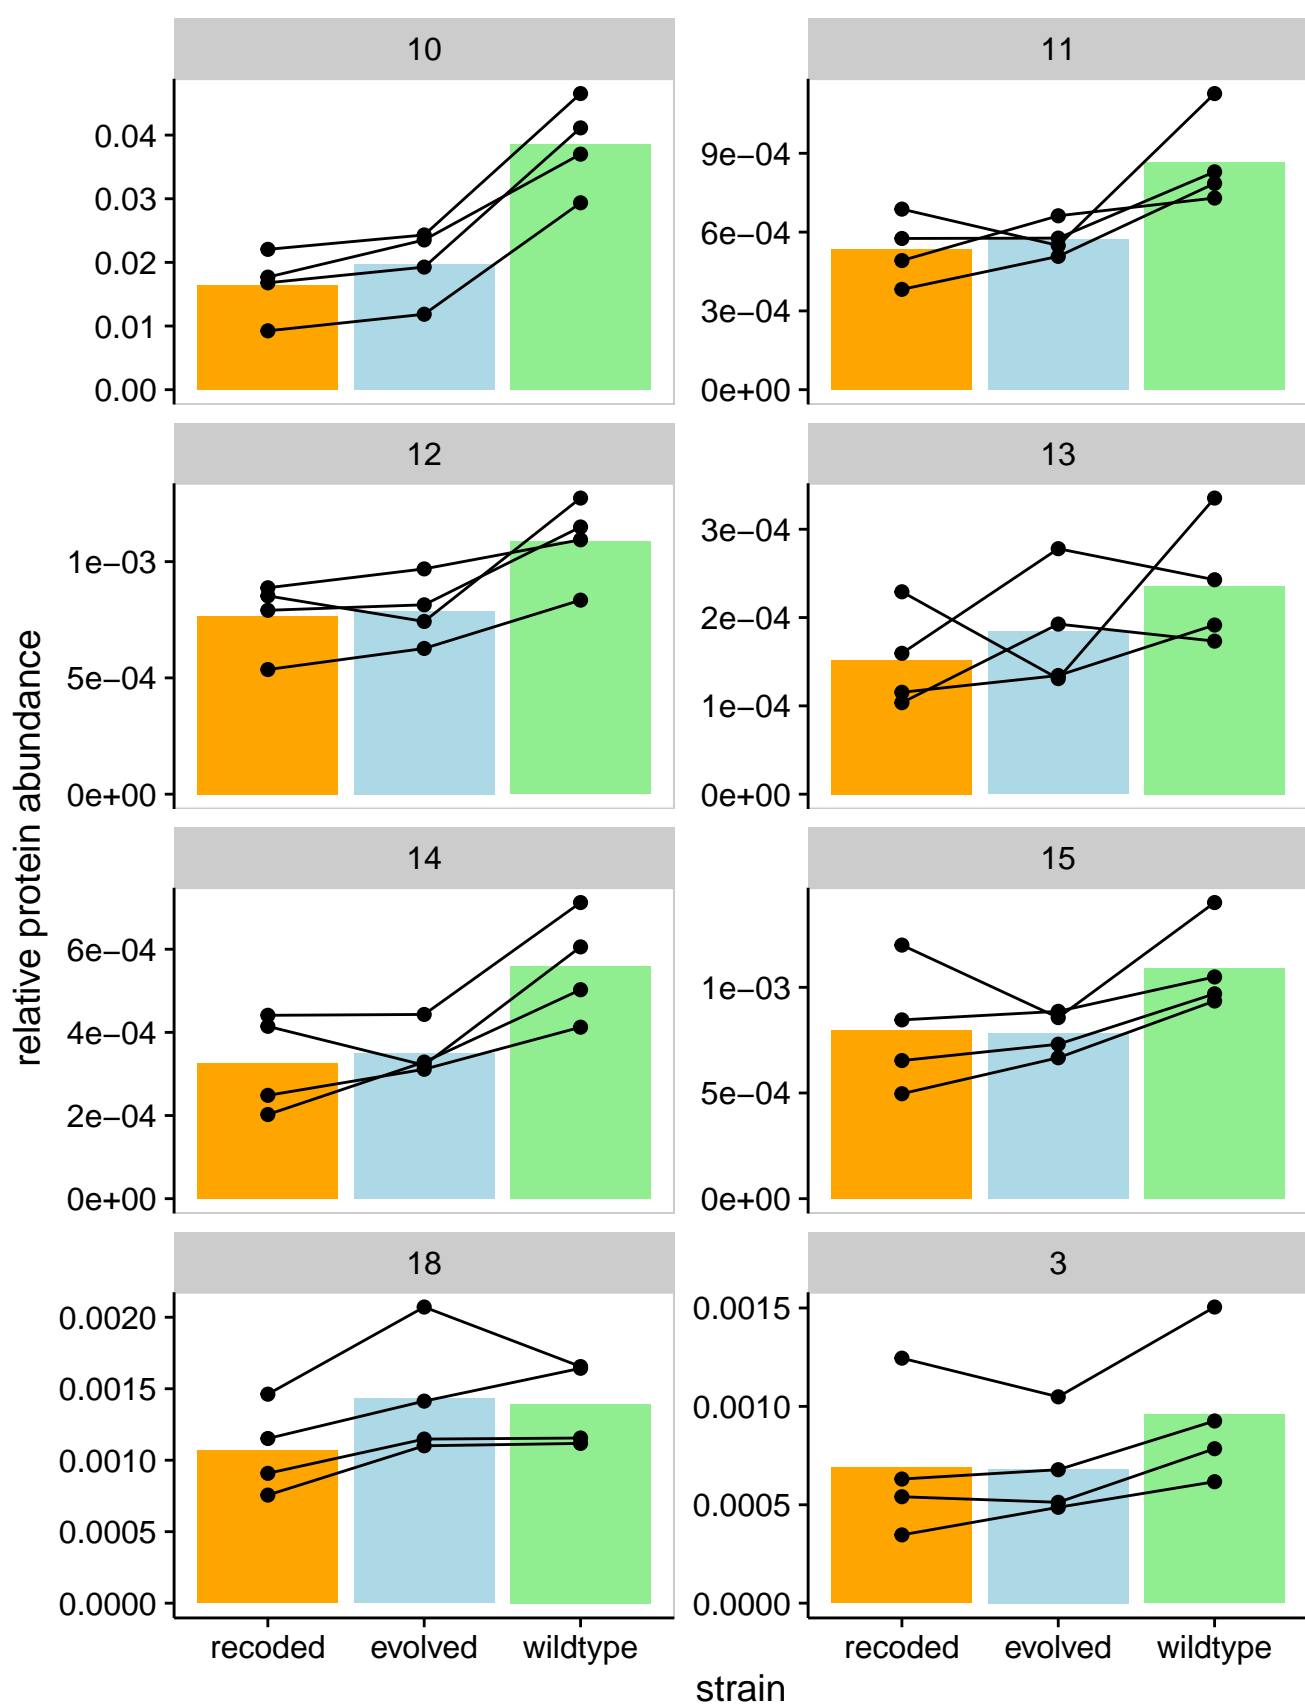 10
11
0.04
0.03
0.02
0.01
0.00
9e−04
6e−04
3e−04
0e+00
12
13
1e−03
5e−04
0e+00
3e−04
2e−04
1e−04
0e+00
relative protein abundance
14
15
6e−04
4e−04
2e−04
0e+00
1e−03
5e−04
0e+00
18
3
0.0020
0.0015
0.0010
0.0005
0.0000
0.0015
0.0010
0.0005
0.0000
recoded evolved wildtype
recoded evolved wildtype
strain